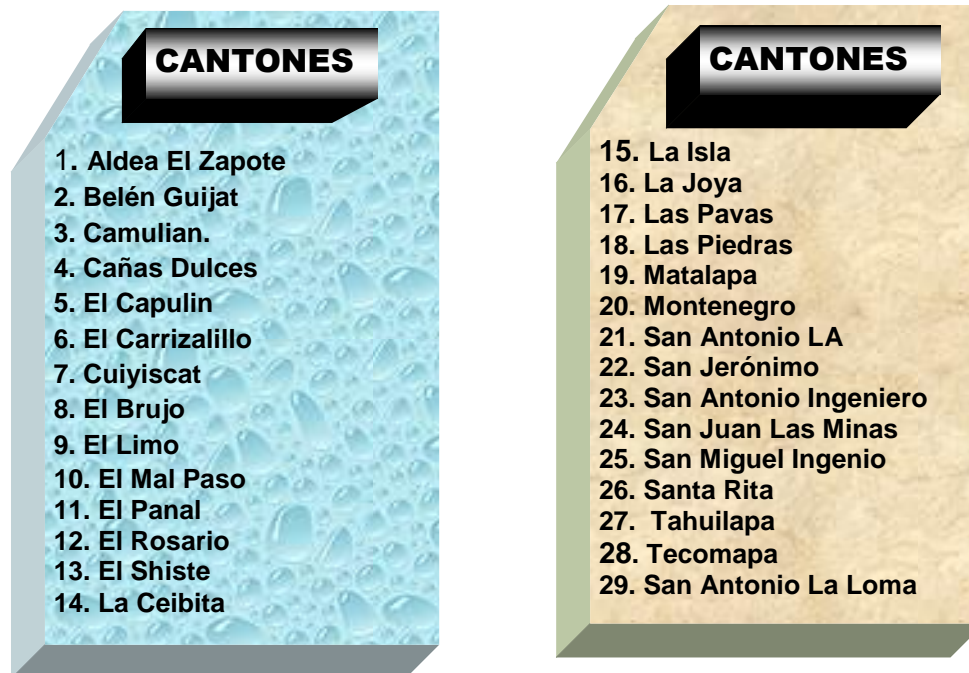 CANTONES
1. Aldea El Zapote
2. Belén Guijat
3. Camulian.
4. Cañas Dulces
5. El Capulin
6. El Carrizalillo
7. Cuiyiscat
8. El Brujo
9. El Limo
10. El Mal Paso
11. El Panal
12. El Rosario
13. El Shiste
14. La Ceibita
CANTONES
15. La Isla
16. La Joya
17. Las Pavas
18. Las Piedras
19. Matalapa
20. Montenegro
21. San Antonio LA
22. San Jerónimo
23. San Antonio Ingeniero
24. San Juan Las Minas
25. San Miguel Ingenio
26. Santa Rita
27. Tahuilapa
28. Tecomapa
29. San Antonio La Loma